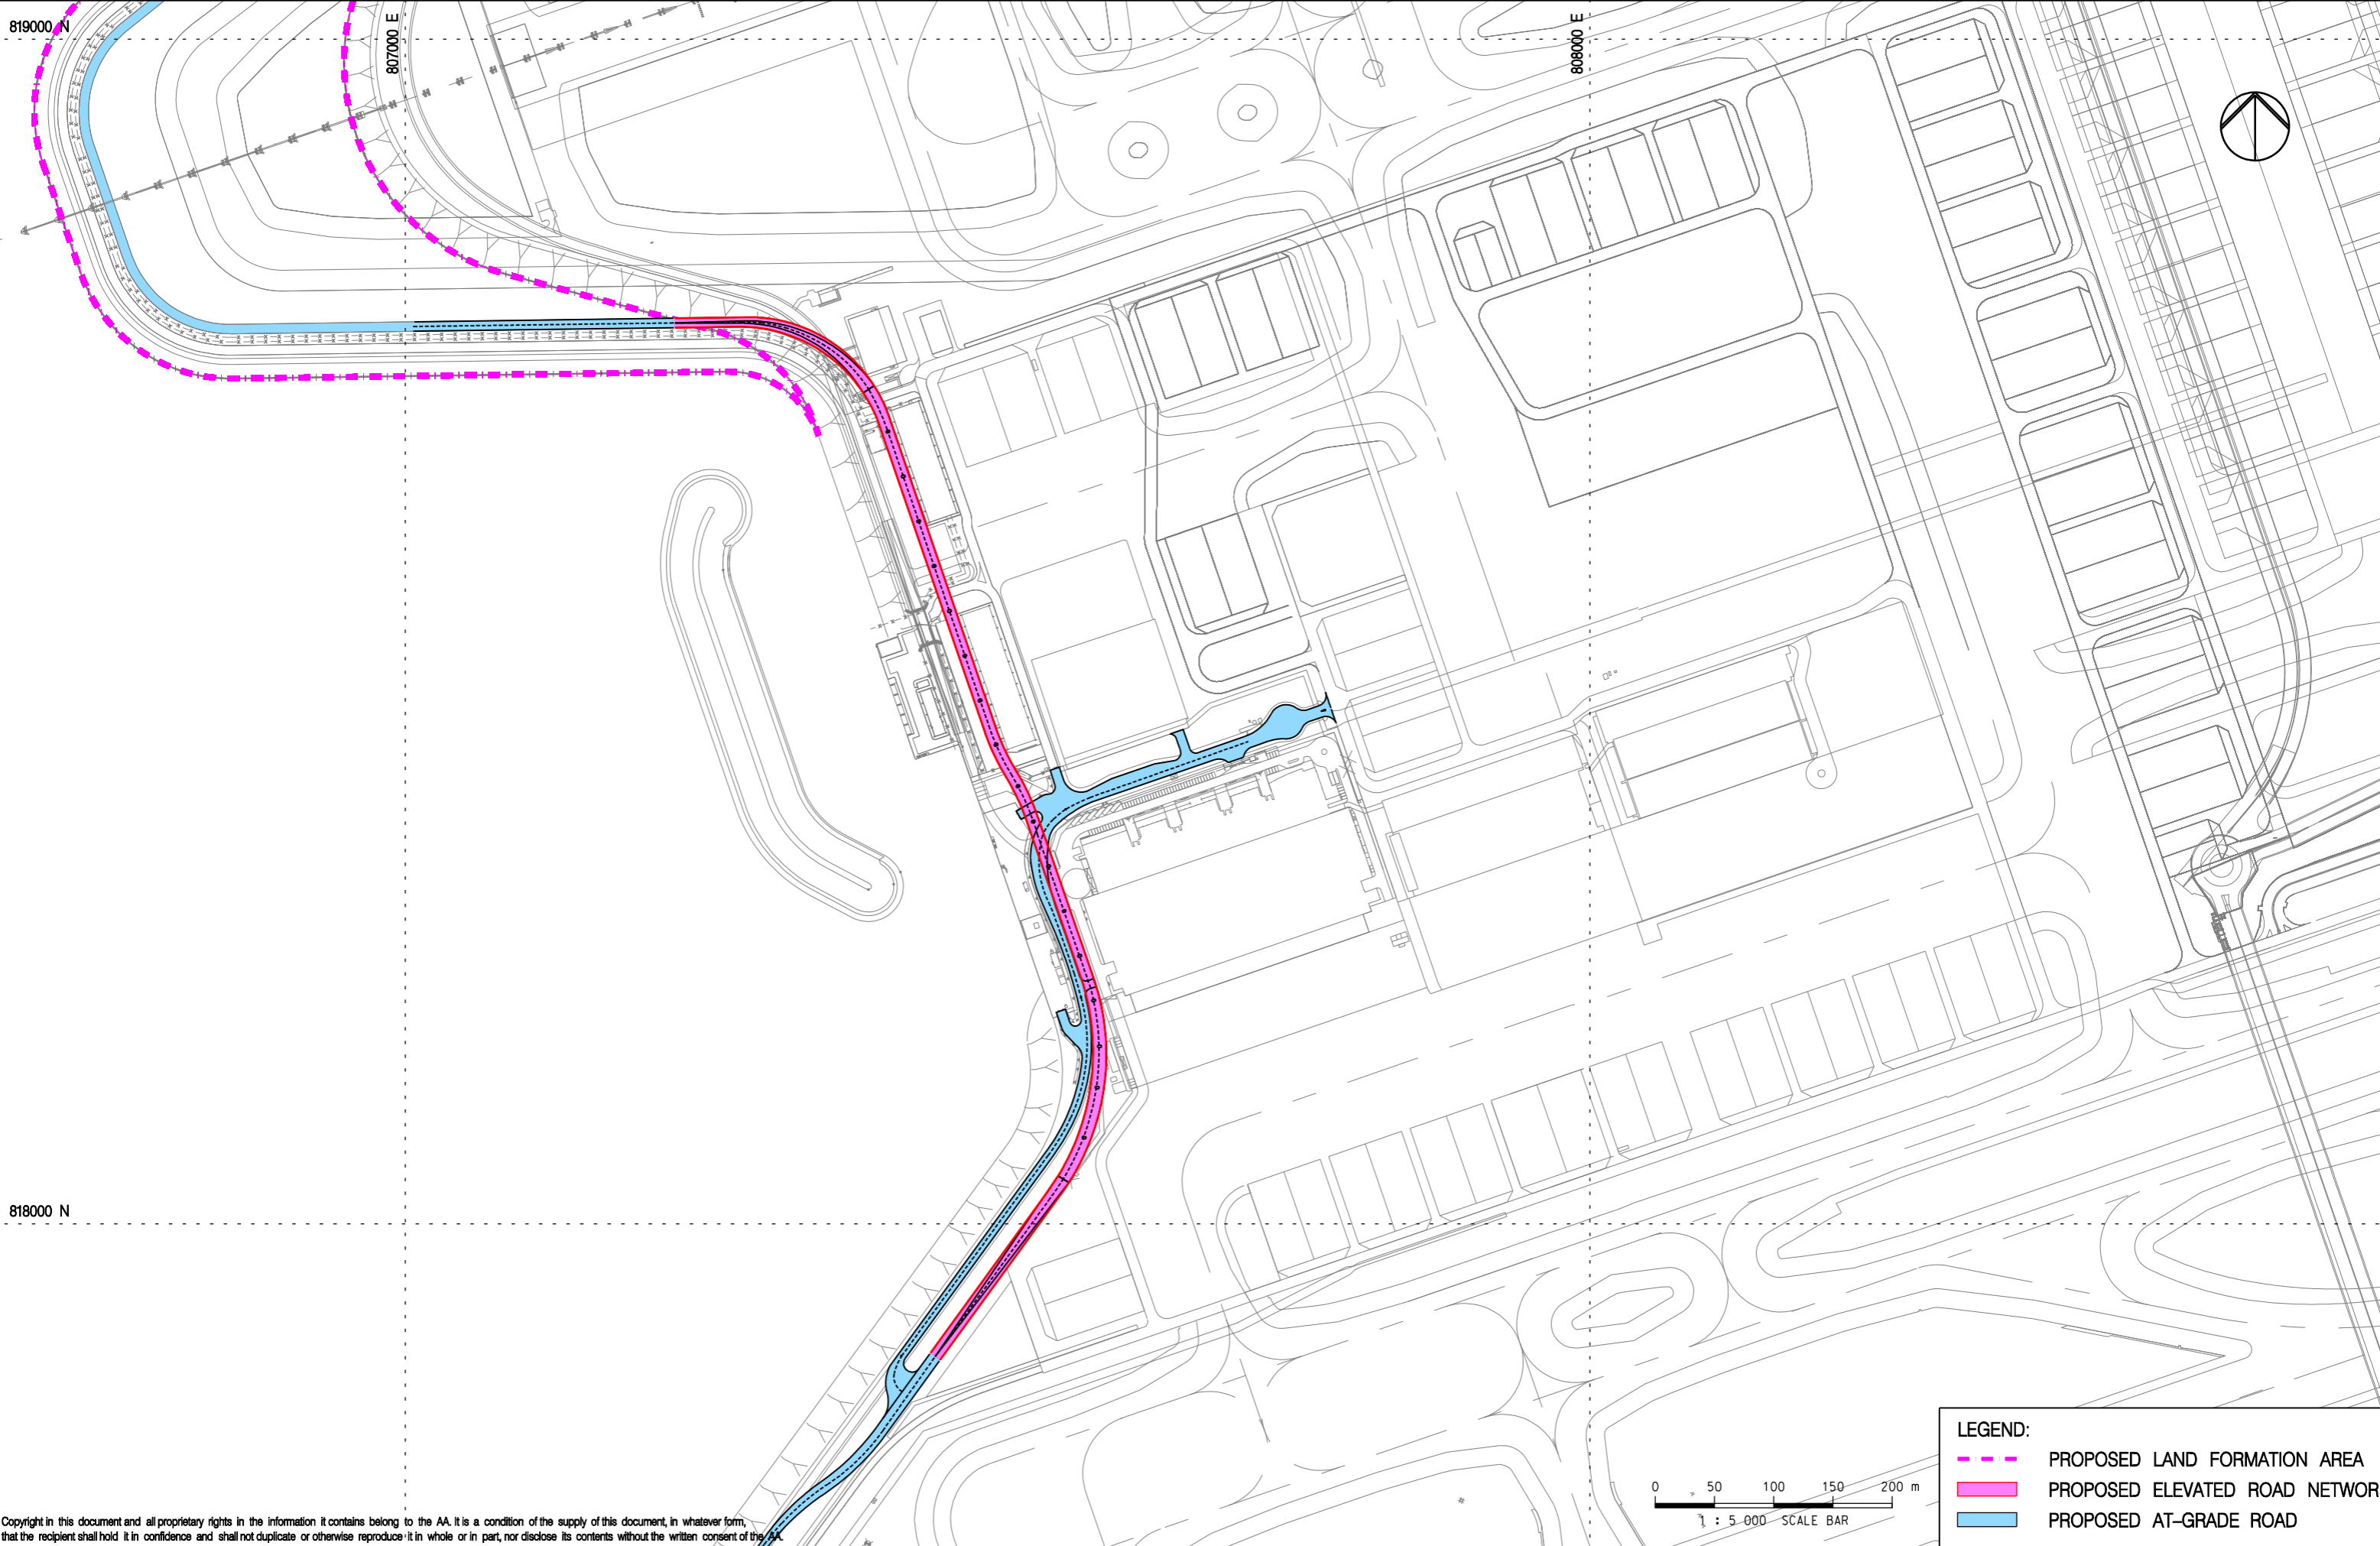 819000 N
807000 E
808000 E
818000 N
LEGEND:
PROPOSED LAND FORMATION AREA
PROPOSED ELEVATED ROAD NETWOR
PROPOSED AT-GRADE ROAD
0 50 100 150 200 m
1 : 5 000 SCALE BAR
Copyright in this document and all proprietary rights in the information it contains belong to the AA. It is a condition of the supply of this document, in whatever form,
that the recipient shall hold it in confidence and shall not duplicate or otherwise reproduce it in whole or in part, nor disclose its contents without the written consent of the AA.